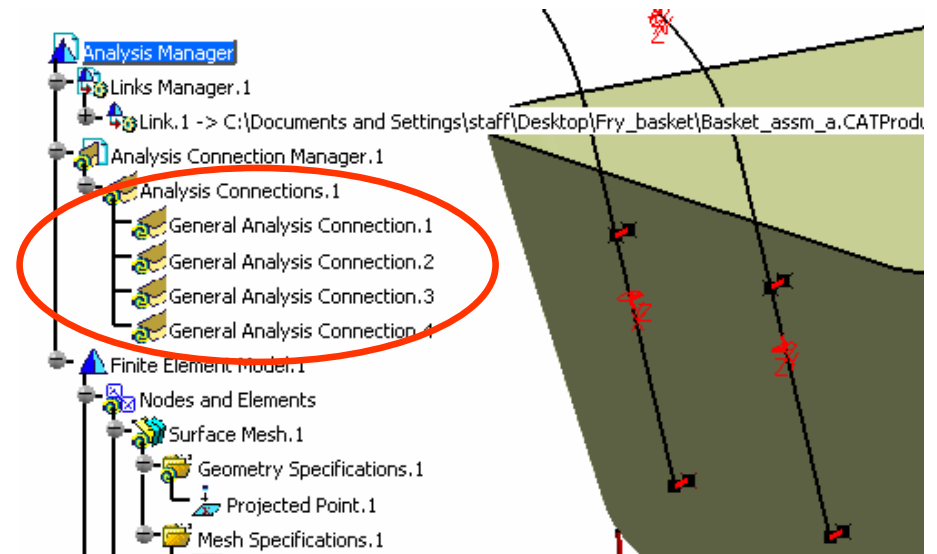 Analysis Manager
Links Manager.1
Link.1 -> C:\Documents and Settings\staff\Desktop\Fry_basket\Basket_assm_a.CATProdu
Analysis Connection Manager.1
Analysis Connections.1
General Analysis Connection.1
General Analysis Connection.2
General Analysis Connection.3
General Analysis Connection.4
Finite Element Model.1
Nodes and Elements
Surface Mesh.1
Geometry Specifications.1
Projected Point.1
Mesh Specifications.1